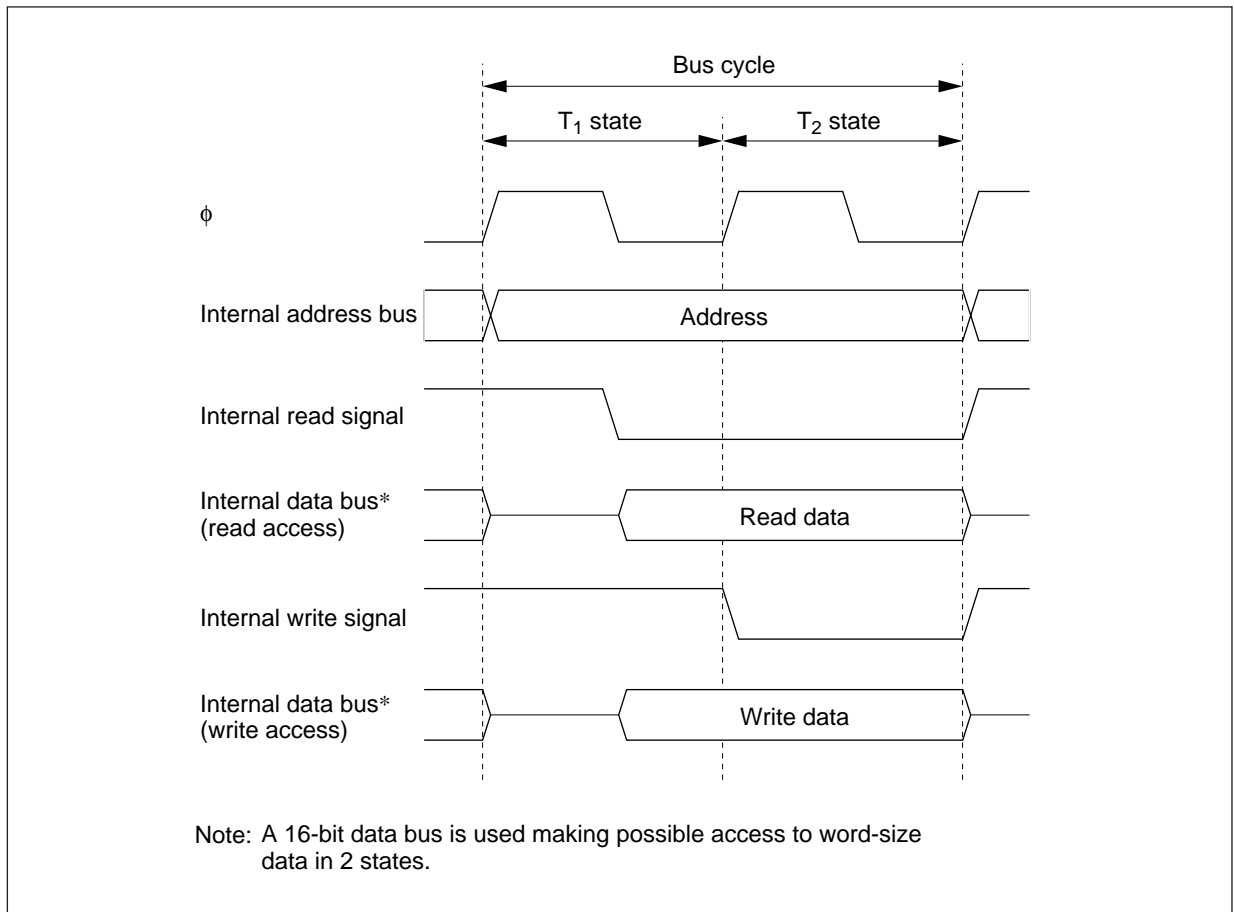 Bus cycle
T₁ state
T₂ state
ϕ
Internal address bus
Address
Internal read signal
Internal data bus*
(read access)
Read data
Internal write signal
Internal data bus*
(write access)
Write data
Note: A 16-bit data bus is used making possible access to word-size
data in 2 states.